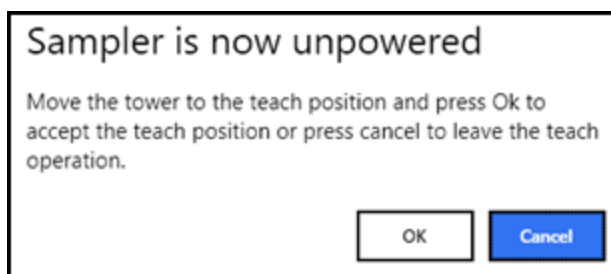 Sampler is now unpowered
Move the tower to the teach position and press Ok to
accept the teach position or press cancel to leave the teach
operation.
OK
Cancel